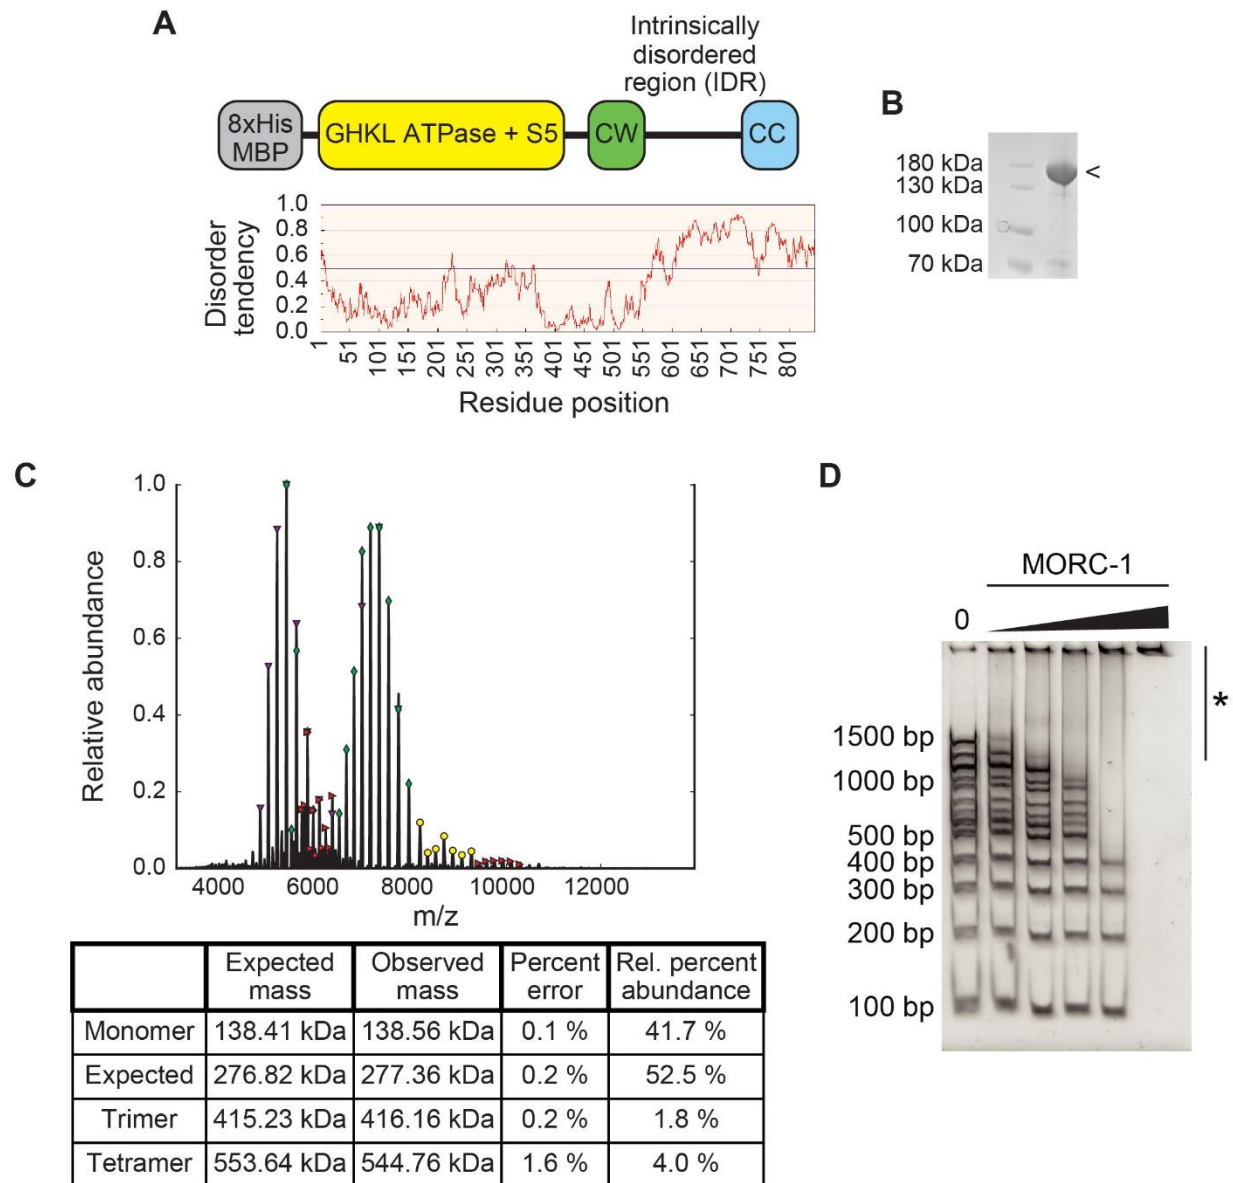 A
Intrinsically
disordered
region (IDR)
8xHis
MBP
GHKL ATPase + S5
CW
CC
Disorder
tendency
1.0
0.8
0.6
0.4
0.2
0.0
1
51
101
151
201
251
301
351
401
451
501
551
601
651
701
751
801
Residue position
B
180 kDa
130 kDa
100 kDa
70 kDa
<
C
Relative abundance
1.0
0.8
0.6
0.4
0.2
0.0
4000 6000 8000 10000 12000
m/z
Expected mass Observed mass Percent error Rel. percent abundance
Monomer 138.41 kDa 138.56 kDa 0.1 % 41.7 %
Expected 276.82 kDa 277.36 kDa 0.2 % 52.5 %
Trimer 415.23 kDa 416.16 kDa 0.2 % 1.8 %
Tetramer 553.64 kDa 544.76 kDa 1.6 % 4.0 %
D
MORC-1
0
1500 bp
1000 bp
500 bp
400 bp
300 bp
200 bp
100 bp
*